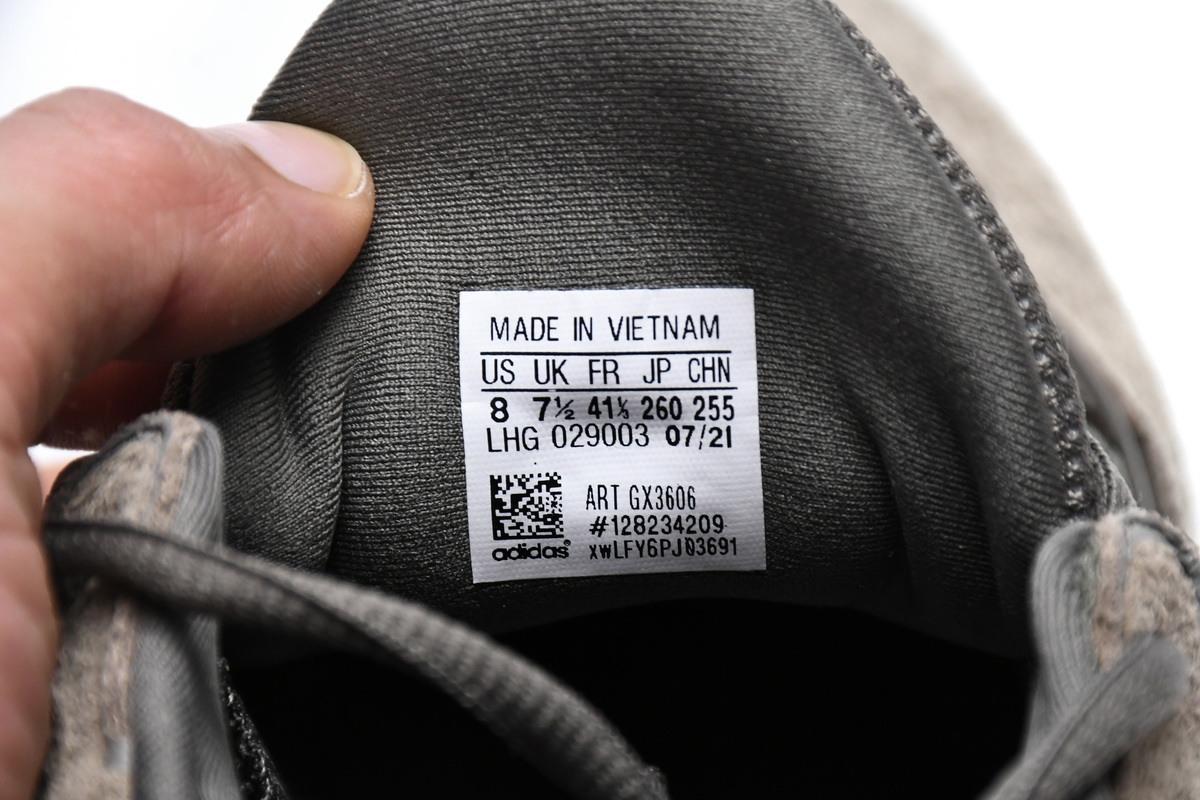 MADE IN VIETNAM
US UK FR JP CHN
8 7½ 41⅓ 260 255
LHG 029003 07/21
ART GX3606
#128234209
adidas®
xwLFY6PJ03691